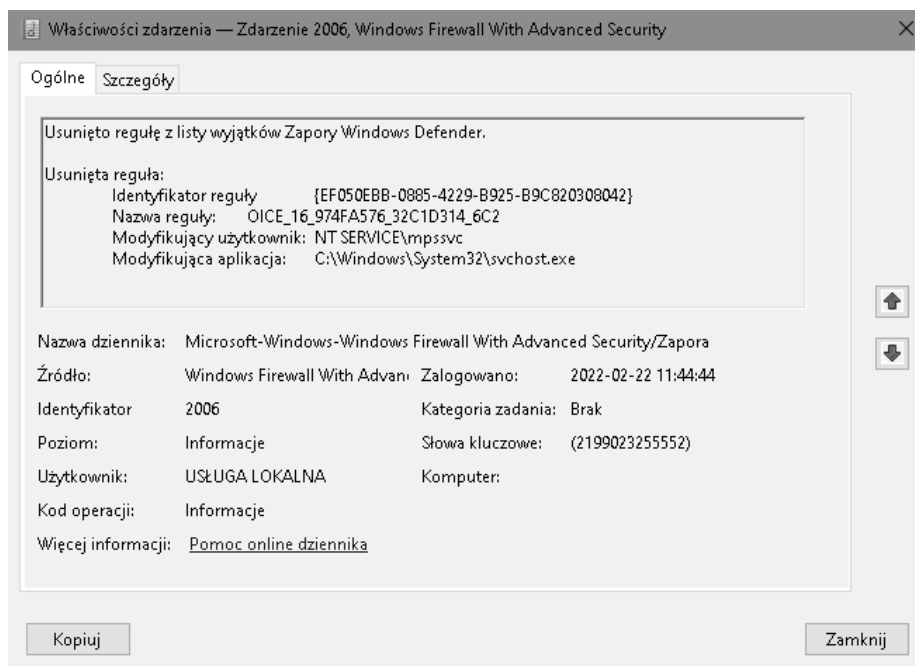 Właściwości zdarzenia — Zdarzenie 2006, Windows Firewall With Advanced Security
Ogólne Szczegóły
Usunięto regułę z listy wyjątków Zapory Windows Defender.
Usunięta reguła:
Identyfikator reguły {EF050EBB-0885-4229-B925-B9C820308042}
Nazwa reguły: OICE_16_974FA576_32C1D314_6C2
Modyfikujący użytkownik: NT SERVICE\mpssvc
Modyfikująca aplikacja: C:\Windows\System32\svchost.exe
Nazwa dziennika: Microsoft-Windows-Windows Firewall With Advanced Security/Zapora
Źródło: Windows Firewall With Advan Zalogowano: 2022-02-22 11:44:44
Identyfikator 2006 Kategoria zadania: Brak
Poziom: Informacje Słowa kluczowe: (2199023255552)
Użytkownik: USŁUGA LOKALNA Komputer:
Kod operacji: Informacje
Więcej informacji: Pomoc online dziennika
Kopiuj Zamknij